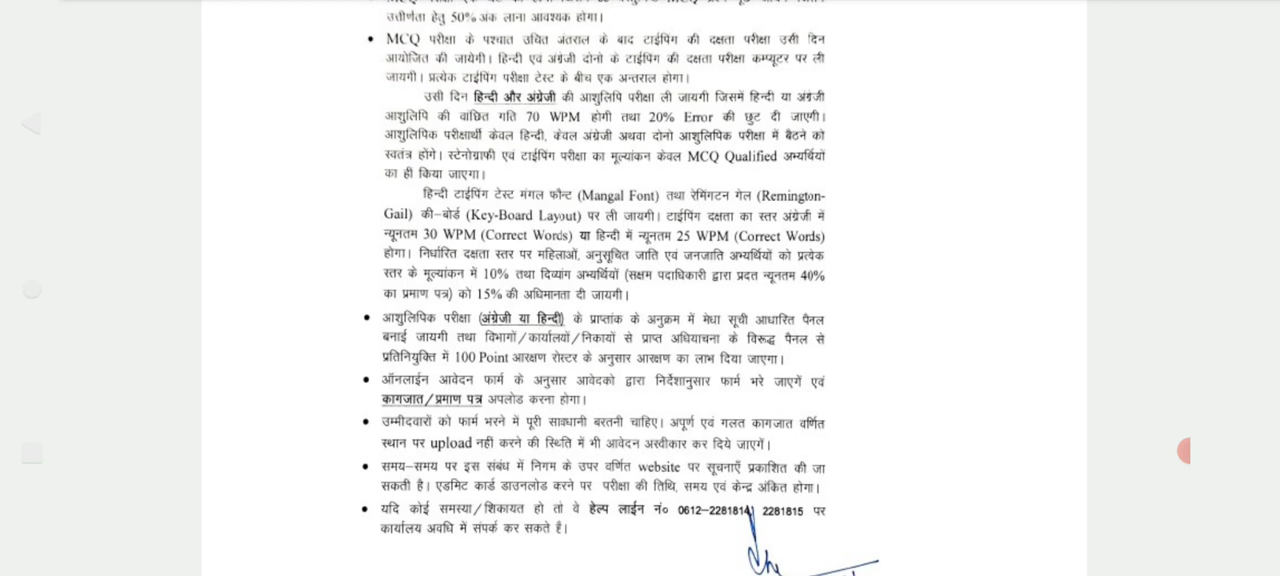 उत्तीर्णता हेतु 50% अंक लाना आवश्यक होगा।
• MCQ परीक्षा के पश्चात उचित अंतराल के बाद टाईपिंग की दक्षता परीक्षा उसी दिन
आयोजित की जायेगी। हिन्दी एवं अंग्रेजी दोनो के टाईपिंग की दक्षता परीक्षा कम्प्यूटर पर ली
जायगी। प्रत्येक टाईपिंग परीक्षा टेस्ट के बीच एक अन्तराल होगा।
उसी दिन हिन्दी और अंग्रेजी की आशुलिपि परीक्षा ली जायगी जिसमें हिन्दी या अंग्रेजी
आशुलिपि की वांछित गति 70 WPM होगी तथा 20% Error की छुट दी जाएगी।
आशुलिपिक परीक्षार्थी केवल हिन्दी, केवल अंग्रेजी अथवा दोनो आशुलिपिक परीक्षा में बैठने को
स्वतंत्र होंगे। स्टेनोग्राफी एवं टाईपिंग परीक्षा का मूल्यांकन केवल MCQ Qualified अभ्यर्थियों
का ही किया जाएगा।
हिन्दी टाईपिंग टेस्ट मंगल फौन्ट (Mangal Font) तथा रेमिंगटन गेल (Remington-
Gail) की–बोर्ड (Key-Board Layout) पर ली जायगी। टाईपिंग दक्षता का स्तर अंग्रेजी में
न्यूनतम 30 WPM (Correct Words) या हिन्दी में न्यूनतम 25 WPM (Correct Words)
होगा। निर्धारित दक्षता स्तर पर महिलाओं, अनुसूचित जाति एवं जनजाति अभ्यर्थियों को प्रत्येक
स्तर के मूल्यांकन में 10% तथा दिव्यांग अभ्यर्थियों (सक्षम पदाधिकारी द्वारा प्रदत न्यूनतम 40%
का प्रमाण पत्र) को 15% की अधिमानता दी जायगी।
• आशुलिपिक परीक्षा (अंग्रेजी या हिन्दी) के प्राप्तांक के अनुक्रम में मेधा सूची आधारित पैनल
बनाई जायगी तथा विभागों/कार्यालयों/निकायों से प्राप्त अधियाचना के विरूद्ध पैनल से
प्रतिनियुक्ति में 100 Point आरक्षण रोस्टर के अनुसार आरक्षण का लाभ दिया जाएगा।
• ऑनलाईन आवेदन फार्म के अनुसार आवेदको द्वारा निर्देशानुसार फार्म भरे जाएगें एवं
कागजात/प्रमाण पत्र अपलोड करना होगा।
• उम्मीदवारों को फार्म भरने में पूरी सावधानी बरतनी चाहिए। अपूर्ण एवं गलत कागजात वर्णित
स्थान पर upload नहीं करने की स्थिति में भी आवेदन अस्वीकार कर दिये जाएगें।
• समय–समय पर इस संबंध में निगम के उपर वर्णित website पर सूचनाएँ प्रकाशित की जा
सकती है। एडमिट कार्ड डाउनलोड करने पर परीक्षा की तिथि, समय एवं केन्द्र अंकित होगा।
• यदि कोई समस्या/शिकायत हो तो वे हेल्प लाईन नं० 0612–2281814, 2281815 पर
कार्यालय अवधि में संपर्क कर सकते है।